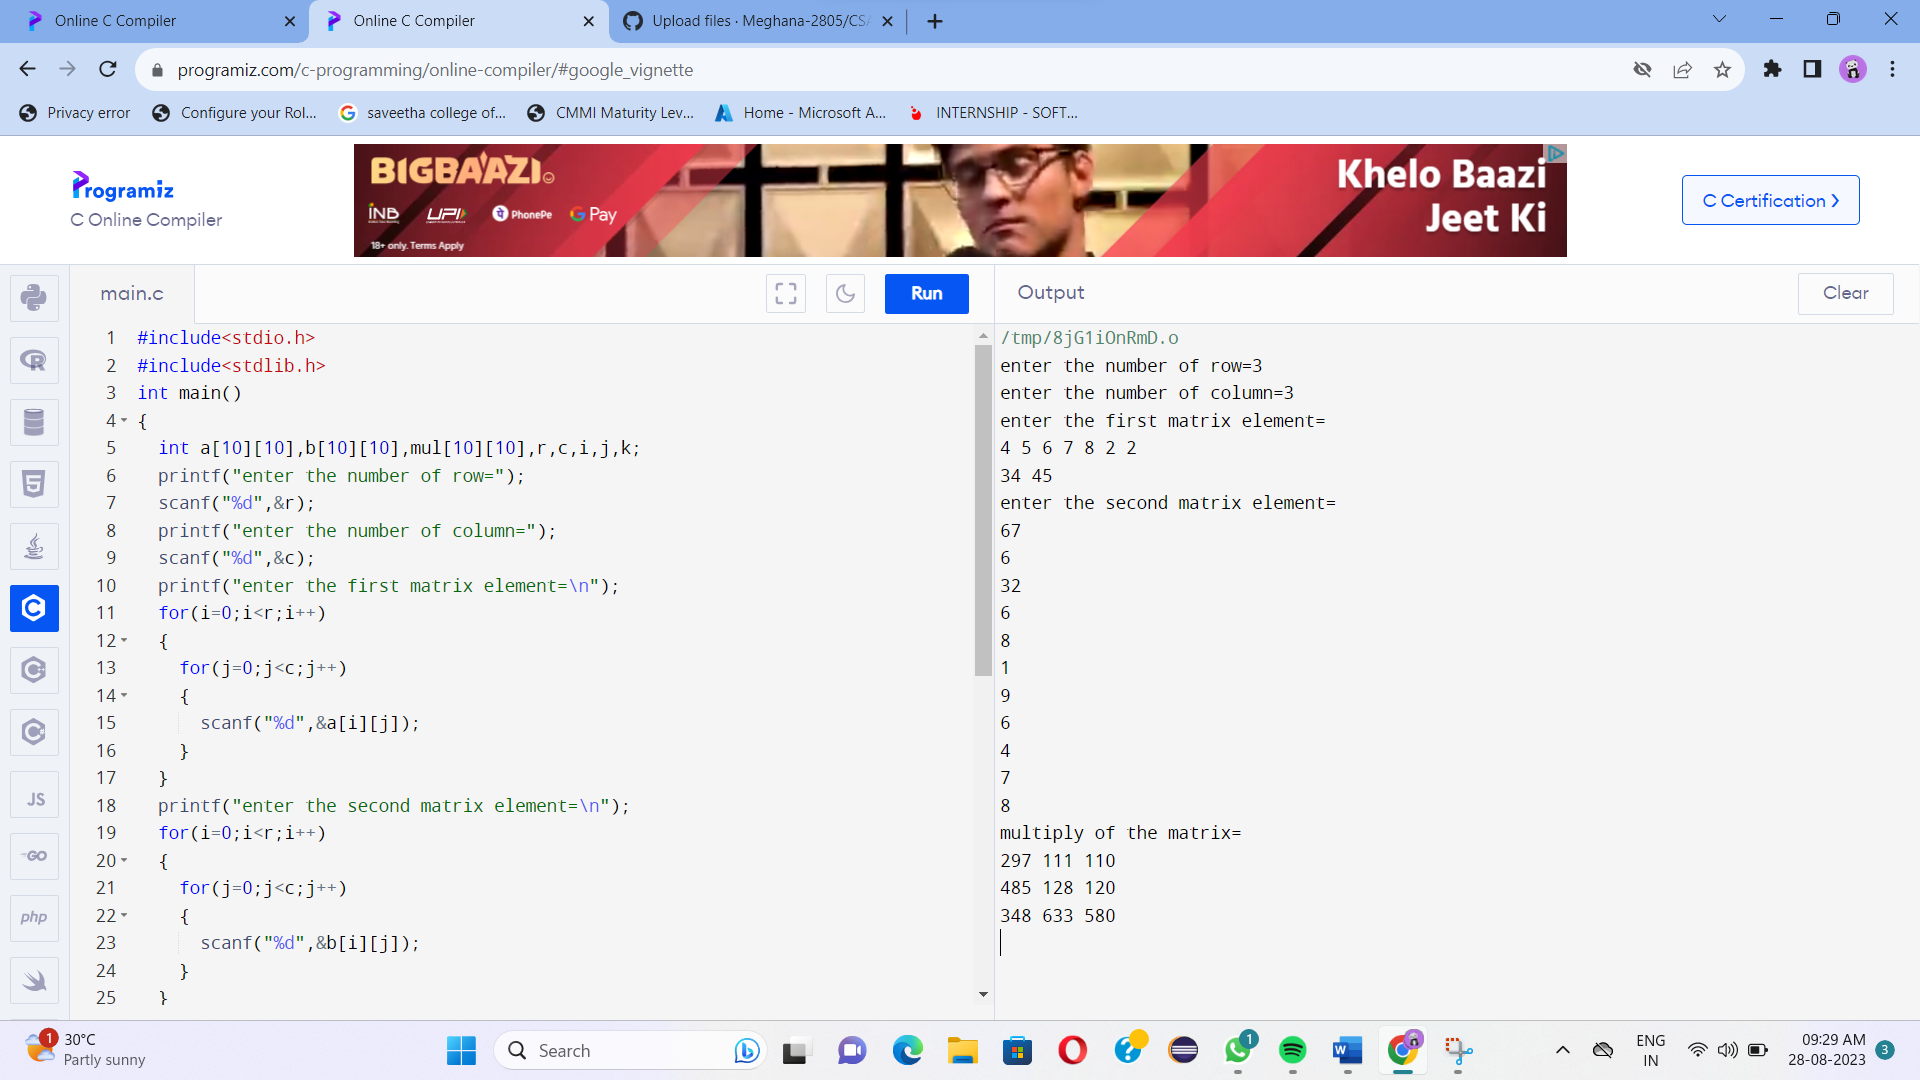 Online C Compiler
Online C Compiler
Upload files · Meghana-2805/CSA
programiz.com/c-programming/online-compiler/#google_vignette
Privacy error
Configure your Rol...
saveetha college of...
CMMI Maturity Lev...
Home - Microsoft A...
INTERNSHIP - SOFT...
Programiz
C Online Compiler
BIGBAAZI
INB
UPI
PhonePe
G Pay
18+ only. Terms Apply
Khelo Baazi
Jeet Ki
C Certification ›
main.c
Run
Output
Clear
1 #include<stdio.h>
2 #include<stdlib.h>
3 int main()
4 {
5 int a[10][10],b[10][10],mul[10][10],r,c,i,j,k;
6 printf("enter the number of row=");
7 scanf("%d",&r);
8 printf("enter the number of column=");
9 scanf("%d",&c);
10 printf("enter the first matrix element=\n");
11 for(i=0;i<r;i++)
12 {
13 for(j=0;j<c;j++)
14 {
15 scanf("%d",&a[i][j]);
16 }
17 }
18 printf("enter the second matrix element=\n");
19 for(i=0;i<r;i++)
20 {
21 for(j=0;j<c;j++)
22 {
23 scanf("%d",&b[i][j]);
24 }
25 }
/tmp/8jG1iOnRmD.o
enter the number of row=3
enter the number of column=3
enter the first matrix element=
4 5 6 7 8 2 2
34 45
enter the second matrix element=
67
6
32
6
8
1
9
6
4
7
8
multiply of the matrix=
297 111 110
485 128 120
348 633 580
JS
GO
php
1
30°C
Partly sunny
Search
1
ENG
IN
09:29 AM
28-08-2023
3